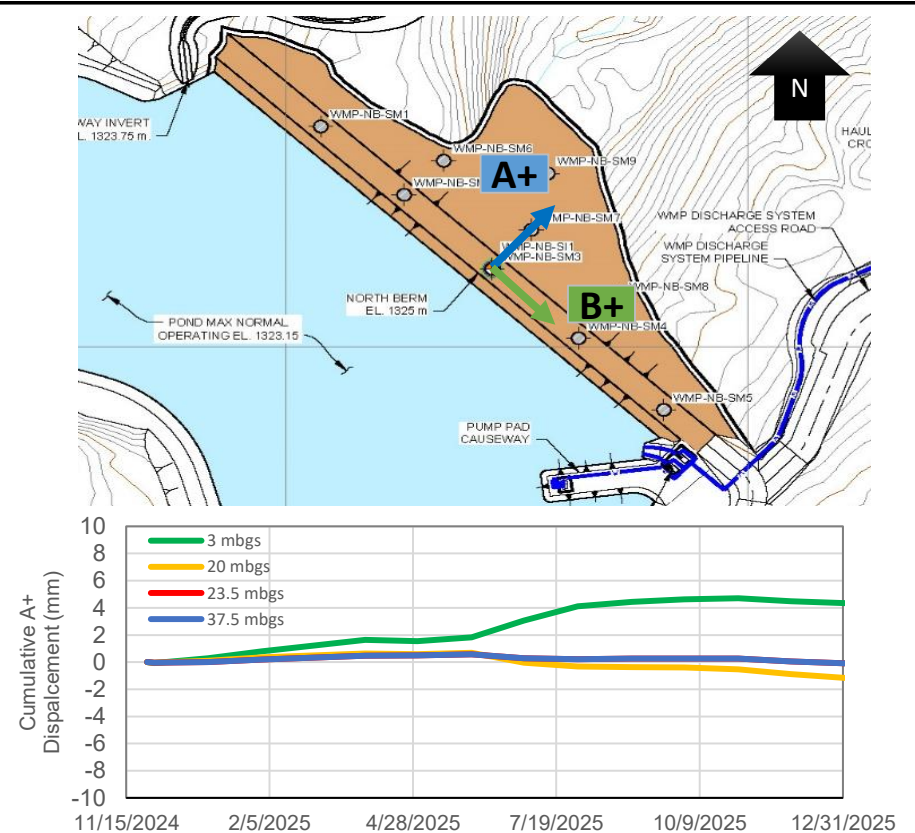 N
WAY INVERT
L. 1323.75 m
WMP-NB-SM1
WMP-NB-SM6
WMP-NB-SM9
A+
HAUL
CRO
WMP-NB-SM
MP-NB-SM7
WMP DISCHARGE SYSTEM
ACCESS ROAD
WMP DISCHARGE
SYSTEM PIPELINE
WMP-NB-SI1
WMP-NB-SM3
NORTH BERM
EL. 1325 m
B+
WMP-NB-SM8
POND MAX NORMAL
OPERATING EL. 1323.15
WMP-NB-SM4
WMP-NB-SM5
PUMP PAD
CAUSEWAY
Cumulative A+
Dispalcement (mm)
10
8
6
4
2
0
-2
-4
-6
-8
-10
3 mbgs
20 mbgs
23.5 mbgs
37.5 mbgs
11/15/2024 2/5/2025 4/28/2025 7/19/2025 10/9/2025 12/31/2025